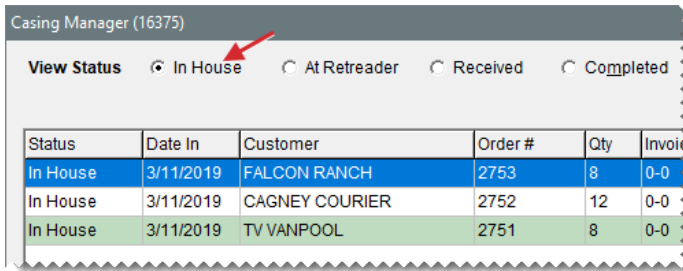 Casing Manager (16375)
View Status In House At Retreader Received Completed
Status Date In Customer Order # Qty Invoi
In House 3/11/2019 FALCON RANCH 2753 8 0-0
In House 3/11/2019 CAGNEY COURIER 2752 12 0-0
In House 3/11/2019 TV VANPOOL 2751 8 0-0